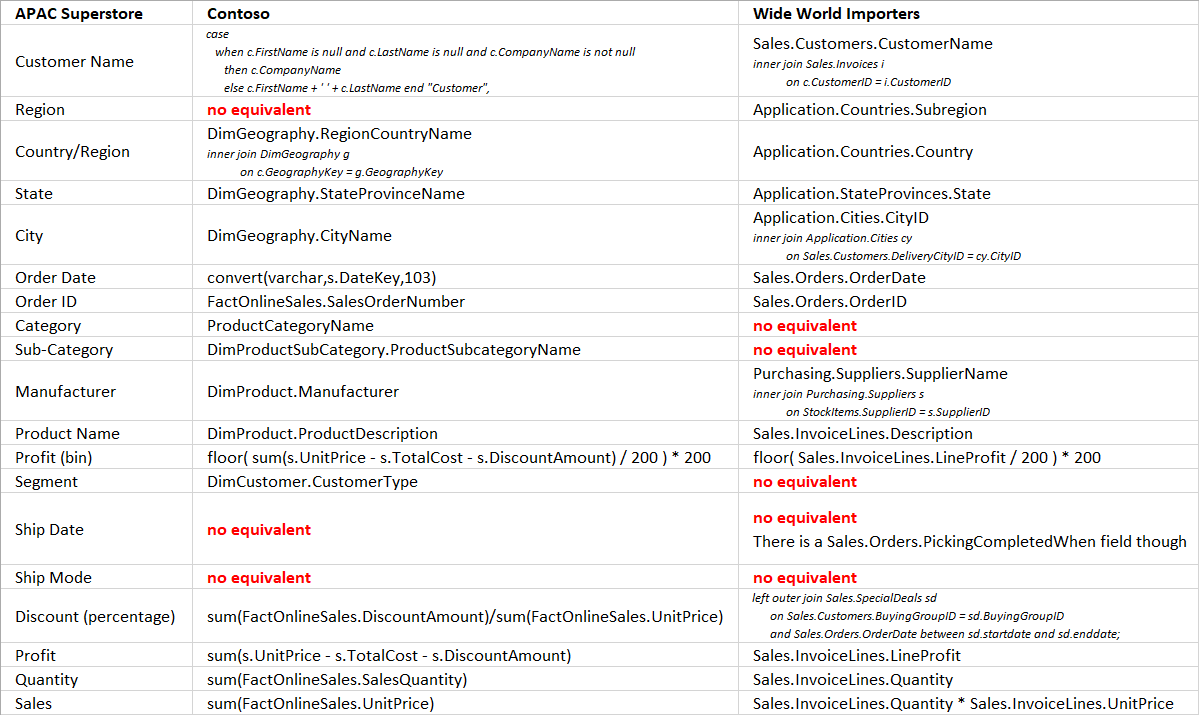 APAC Superstore Contoso Wide World Importers
Customer Name
case
when c.FirstName is null and c.LastName is null and c.CompanyName is not null
then c.CompanyName
else c.FirstName + ' ' + c.LastName end "Customer",
Sales.Customers.CustomerName
inner join Sales.Invoices i
on c.CustomerID = i.CustomerID
Region no equivalent Application.Countries.Subregion
Country/Region
DimGeography.RegionCountryName
inner join DimGeography g
on c.GeographyKey = g.GeographyKey
Application.Countries.Country
State DimGeography.StateProvinceName Application.StateProvinces.State
City DimGeography.CityName
Application.Cities.CityID
inner join Application.Cities cy
on Sales.Customers.DeliveryCityID = cy.CityID
Order Date convert(varchar,s.DateKey,103) Sales.Orders.OrderDate
Order ID FactOnlineSales.SalesOrderNumber Sales.Orders.OrderID
Category ProductCategoryName no equivalent
Sub-Category DimProductSubCategory.ProductSubcategoryName no equivalent
Manufacturer DimProduct.Manufacturer
Purchasing.Suppliers.SupplierName
inner join Purchasing.Suppliers s
on StockItems.SupplierID = s.SupplierID
Product Name DimProduct.ProductDescription Sales.InvoiceLines.Description
Profit (bin) floor( sum(s.UnitPrice - s.TotalCost - s.DiscountAmount) / 200 ) * 200 floor( Sales.InvoiceLines.LineProfit / 200 ) * 200
Segment DimCustomer.CustomerType no equivalent
Ship Date no equivalent
no equivalent
There is a Sales.Orders.PickingCompletedWhen field though
Ship Mode no equivalent no equivalent
Discount (percentage) sum(FactOnlineSales.DiscountAmount)/sum(FactOnlineSales.UnitPrice)
left outer join Sales.SpecialDeals sd
on Sales.Customers.BuyingGroupID = sd.BuyingGroupID
and Sales.Orders.OrderDate between sd.startdate and sd.enddate;
Profit sum(s.UnitPrice - s.TotalCost - s.DiscountAmount) Sales.InvoiceLines.LineProfit
Quantity sum(FactOnlineSales.SalesQuantity) Sales.InvoiceLines.Quantity
Sales sum(FactOnlineSales.UnitPrice) Sales.InvoiceLines.Quantity * Sales.InvoiceLines.UnitPrice